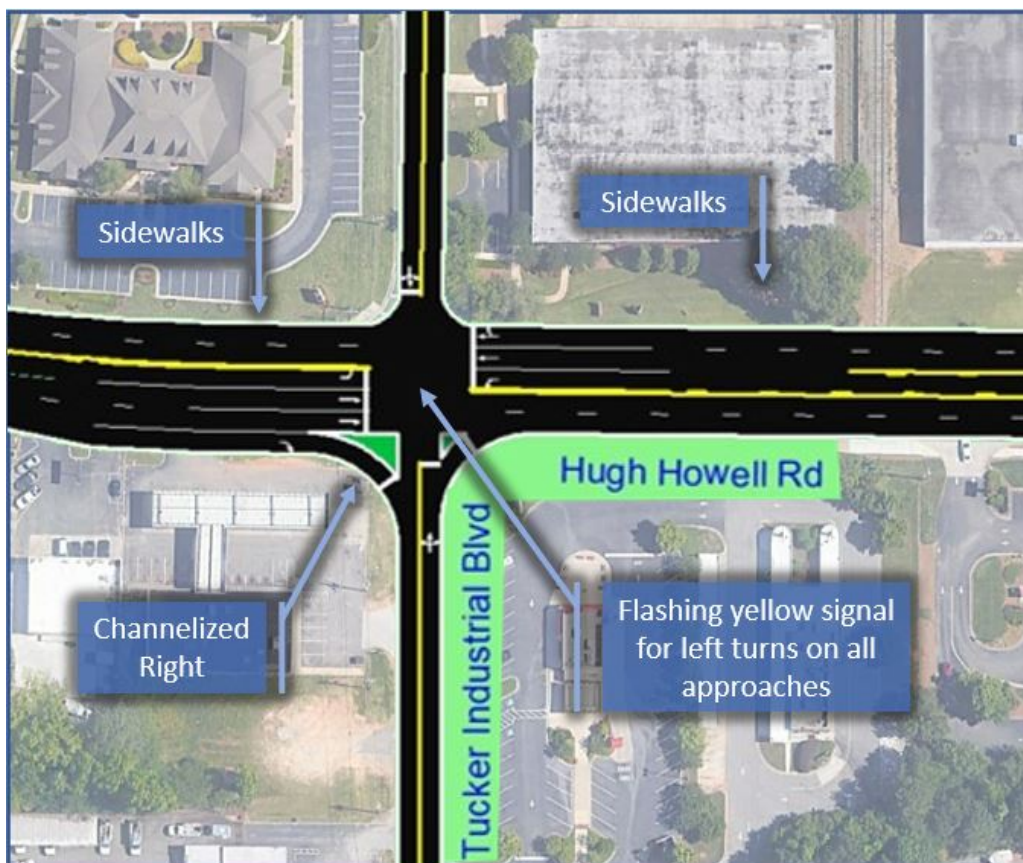 Sidewalks
Sidewalks
Hugh Howell Rd
Tucker Industrial Blvd
Channelized
Right
Flashing yellow signal
for left turns on all
approaches